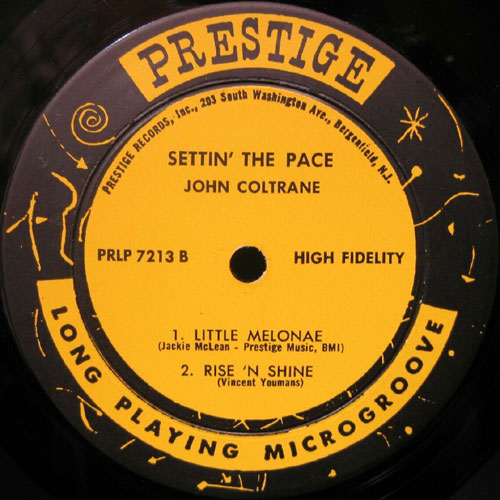 PRESTIGE
PRESTIGE RECORDS, Inc., 203 South Washington Ave., Bergenfield, N.J.
SETTIN' THE PACE
JOHN COLTRANE
PRLP 7213 B
HIGH FIDELITY
1. LITTLE MELONAE
(Jackie McLean - Prestige Music, BMI)
2. RISE 'N SHINE
(Vincent Youmans)
LONG PLAYING MICROGROOVE